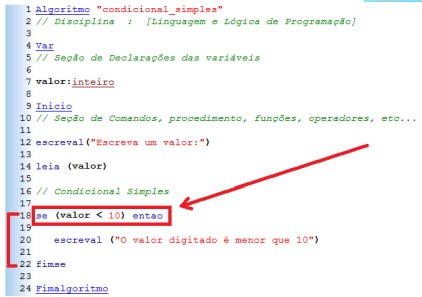 1 Algoritmo "condicional_simples"
2 // Disciplina : [Linguagem e Lógica de Programação]
3
4 Var
5 // Seção de Declarações das variáveis
6
7 valor:inteiro
8
9 Inicio
10 // Seção de Comandos, procedimento, funções, operadores, etc...
11
12 escreval("Escreva um valor:")
13
14 leia (valor)
15
16 // Condicional Simples
17
18 se (valor < 10) entao
19
20 escreval ("O valor digitado é menor que 10")
21
22 fimse
23
24 Fimalgoritmo